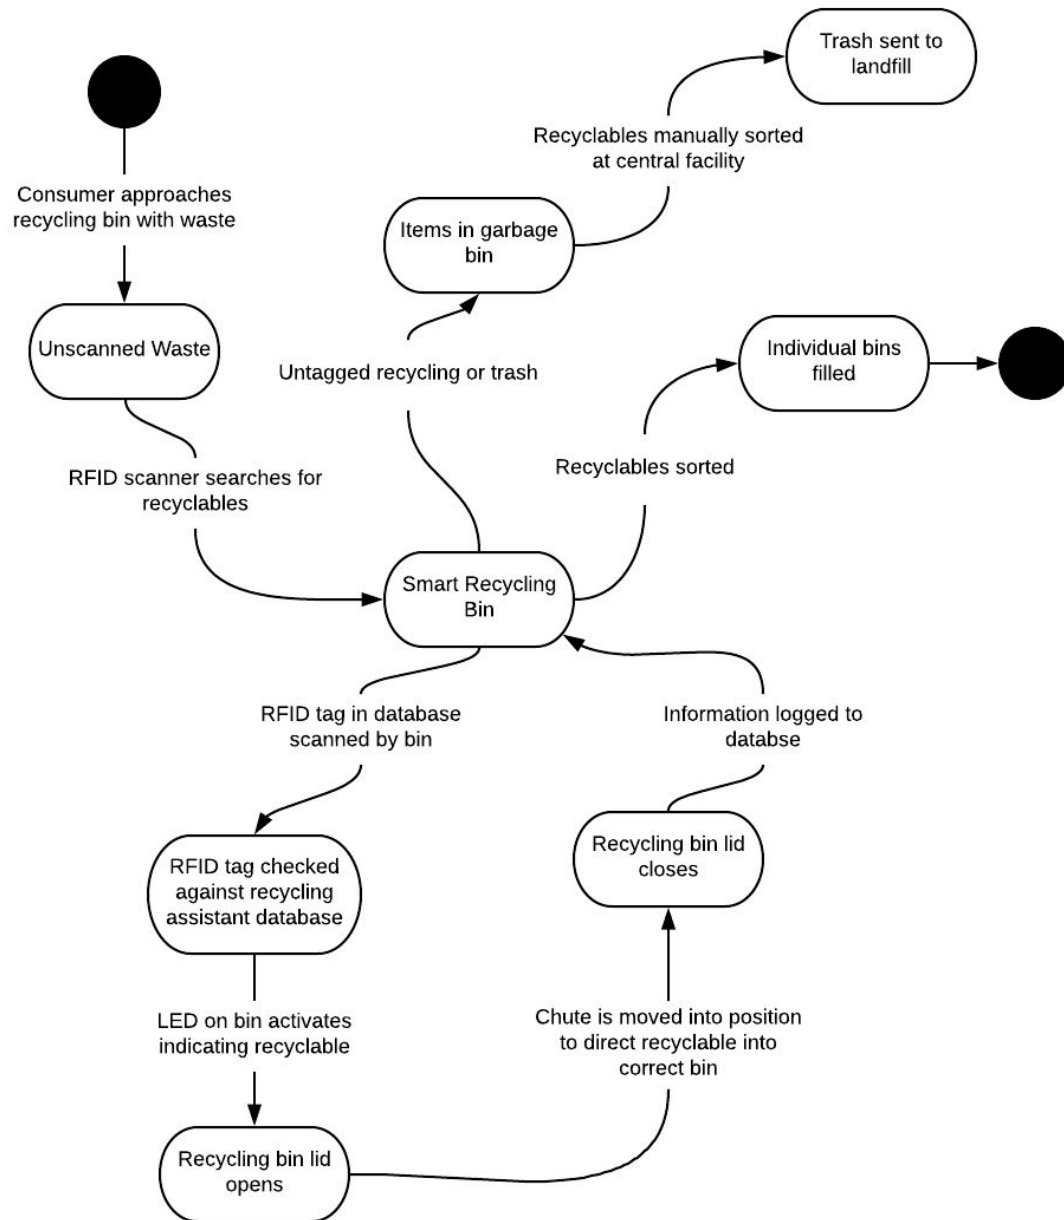 Trash sent to
landfill
Recyclables manually sorted
at central facility
Consumer approaches
recycling bin with waste
Items in garbage
bin
Unscanned Waste
Untagged recycling or trash
Individual bins
filled
RFID scanner searches for
recyclables
Recyclables sorted
Smart Recycling
Bin
RFID tag in database
scanned by bin
Information logged to
databse
RFID tag checked
against recycling
assistant database
Recycling bin lid
closes
LED on bin activates
indicating recyclable
Chute is moved into position
to direct recyclable into
correct bin
Recycling bin lid
opens